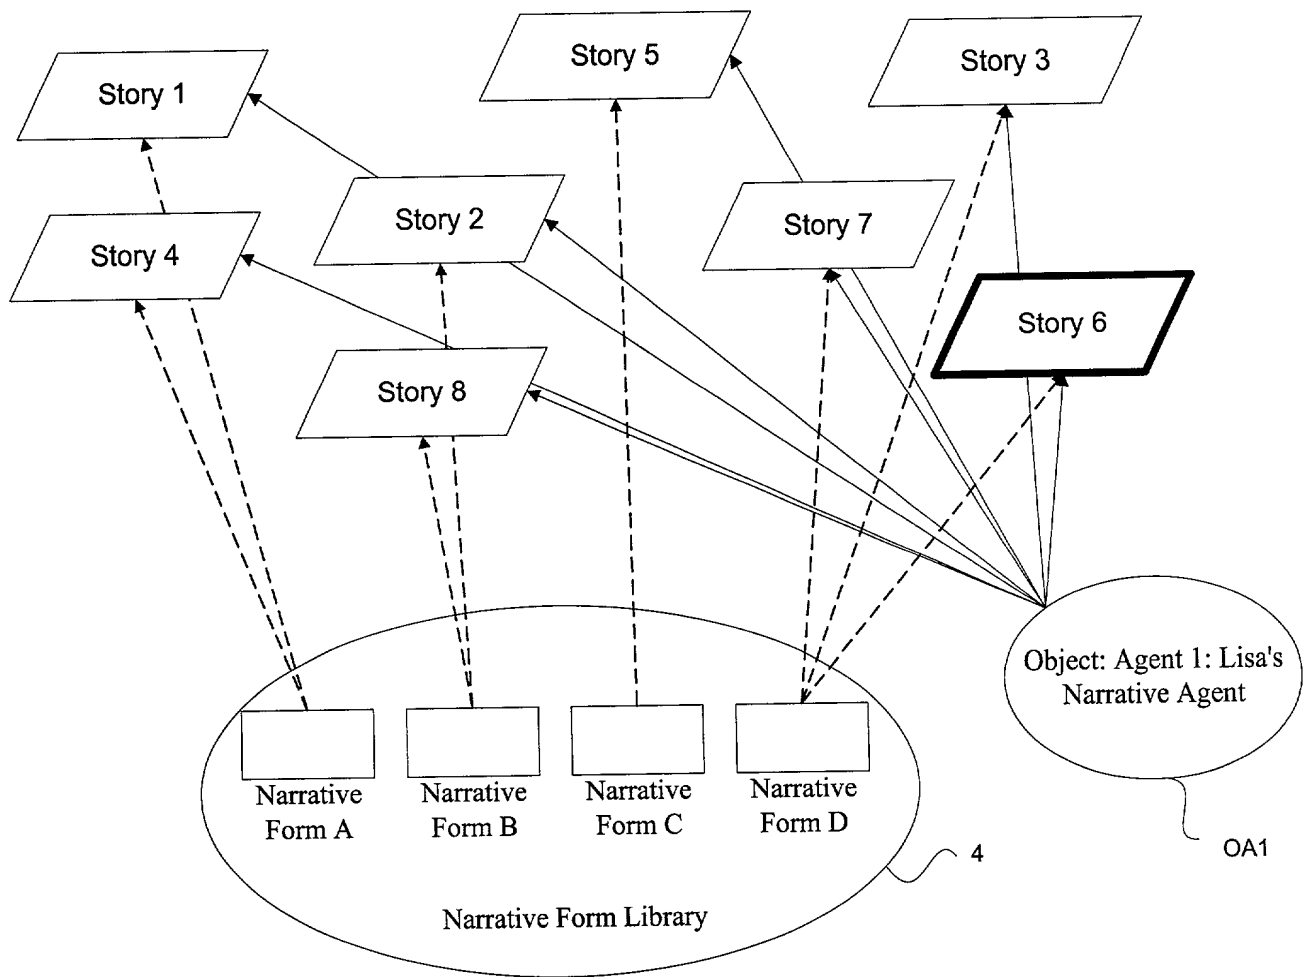 Story 5
Story 3
Story 1
Story 2
Story 7
Story 4
Story 6
Story 8
Object: Agent 1: Lisa's
Narrative Agent
Narrative
Form A
Narrative
Form B
Narrative
Form C
Narrative
Form D
OA1
4
Narrative Form Library